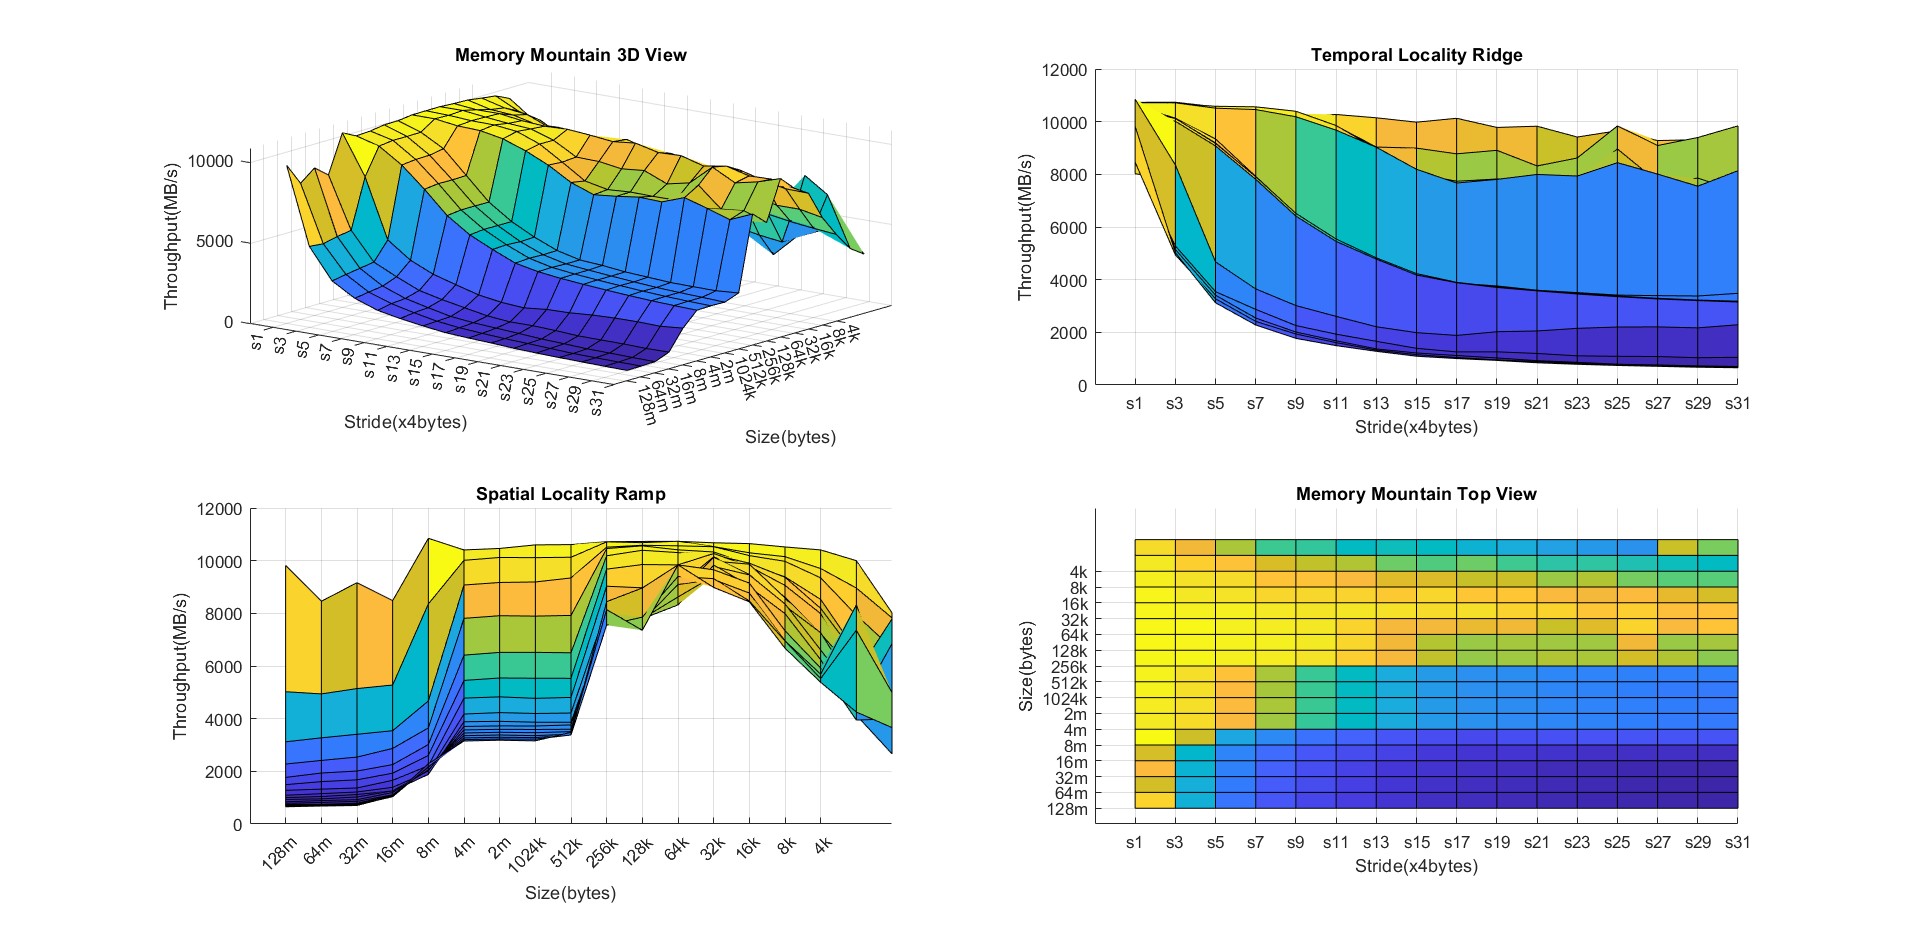 Memory Mountain 3D View
10000
5000
0
Throughput(MB/s)
s1
s3
s5
s7
s9
s11
s13
s15
s17
s19
s21
s23
s25
s27
s29
s31
Stride(x4bytes)
128m
64m
32m
16m
8m
4m
2m
1024k
512k
256k
128k
64k
32k
16k
8k
4k
Size(bytes)
Temporal Locality Ridge
12000
10000
8000
6000
4000
2000
0
Throughput(MB/s)
s1 s3 s5 s7 s9 s11 s13 s15 s17 s19 s21 s23 s25 s27 s29 s31
Stride(x4bytes)
Spatial Locality Ramp
12000
10000
8000
6000
4000
2000
0
Throughput(MB/s)
128m 64m 32m 16m 8m 4m 2m 1024k 512k 256k 128k 64k 32k 16k 8k 4k
Size(bytes)
Memory Mountain Top View
4k
8k
16k
32k
64k
128k
256k
512k
1024k
2m
4m
8m
16m
32m
64m
128m
Size(bytes)
s1 s3 s5 s7 s9 s11 s13 s15 s17 s19 s21 s23 s25 s27 s29 s31
Stride(x4bytes)